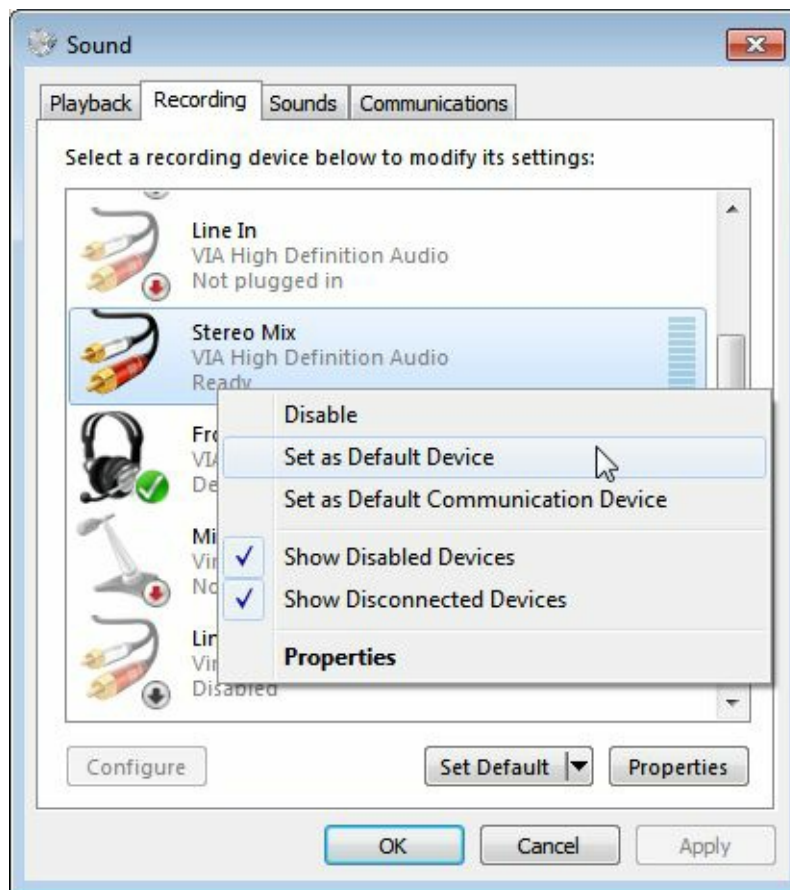 Sound
Playback Recording Sounds Communications
Select a recording device below to modify its settings:
Line In
VIA High Definition Audio
Not plugged in
Stereo Mix
VIA High Definition Audio
Ready
Disable
Set as Default Device
Set as Default Communication Device
Show Disabled Devices
Show Disconnected Devices
Properties
Disabled
Configure Set Default Properties
OK Cancel Apply